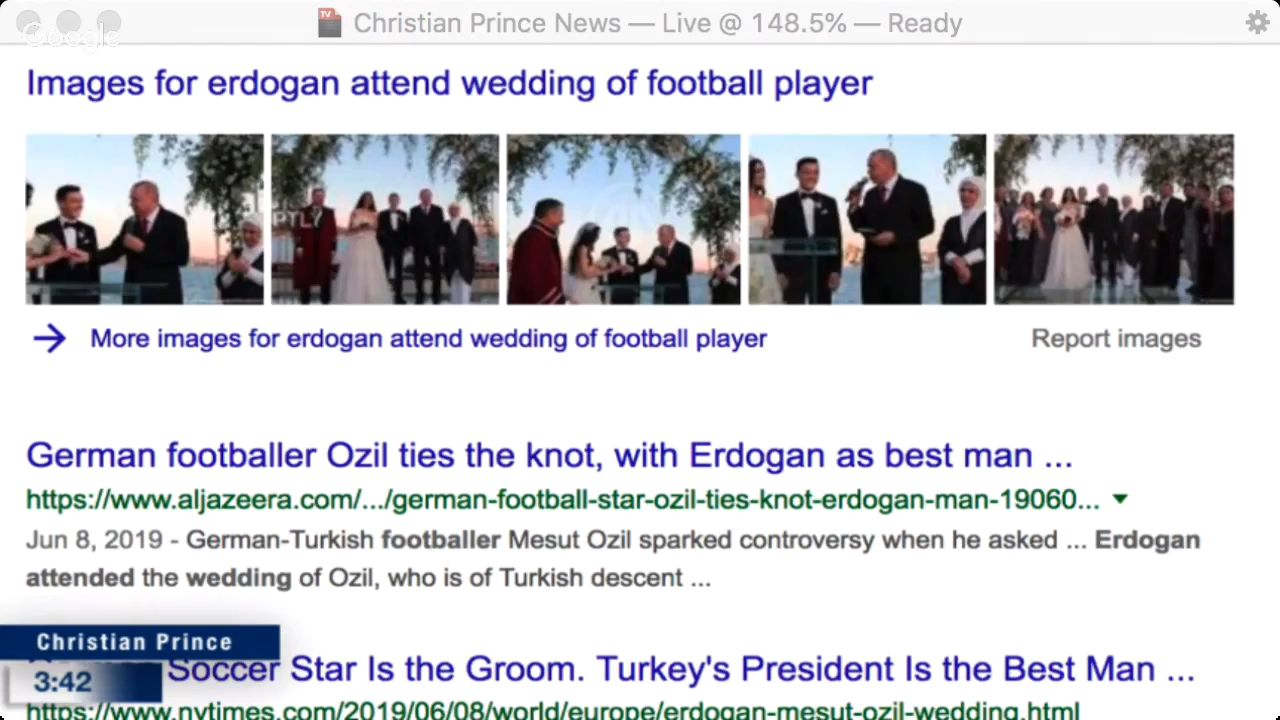 Christian Prince News — Live @ 148.5% — Ready
Google
Images for erdogan attend wedding of football player
PTL
More images for erdogan attend wedding of football player
Report images
German footballer Ozil ties the knot, with Erdogan as best man ...
https://www.aljazeera.com/.../german-football-star-ozil-ties-knot-erdogan-man-19060...
Jun 8, 2019 - German-Turkish footballer Mesut Ozil sparked controversy when he asked ... Erdogan
attended the wedding of Ozil, who is of Turkish descent ...
Christian Prince
Soccer Star Is the Groom. Turkey's President Is the Best Man ...
3:42
https://www.nytimes.com/2019/06/08/world/europe/erdogan-mesut-ozil-wedding.html